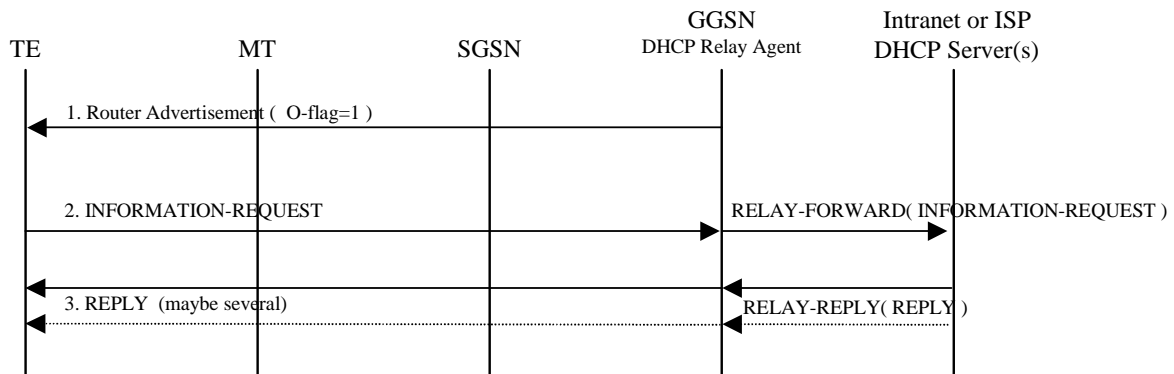 GGSN
Intranet or ISP
TE
MT
SGSN
DHCP Relay Agent
DHCP Server(s)
1. Router Advertisement ( O-flag=1 )
2. INFORMATION-REQUEST
RELAY-FORWARD( INFORMATION-REQUEST )
3. REPLY (maybe several)
RELAY-REPLY( REPLY )